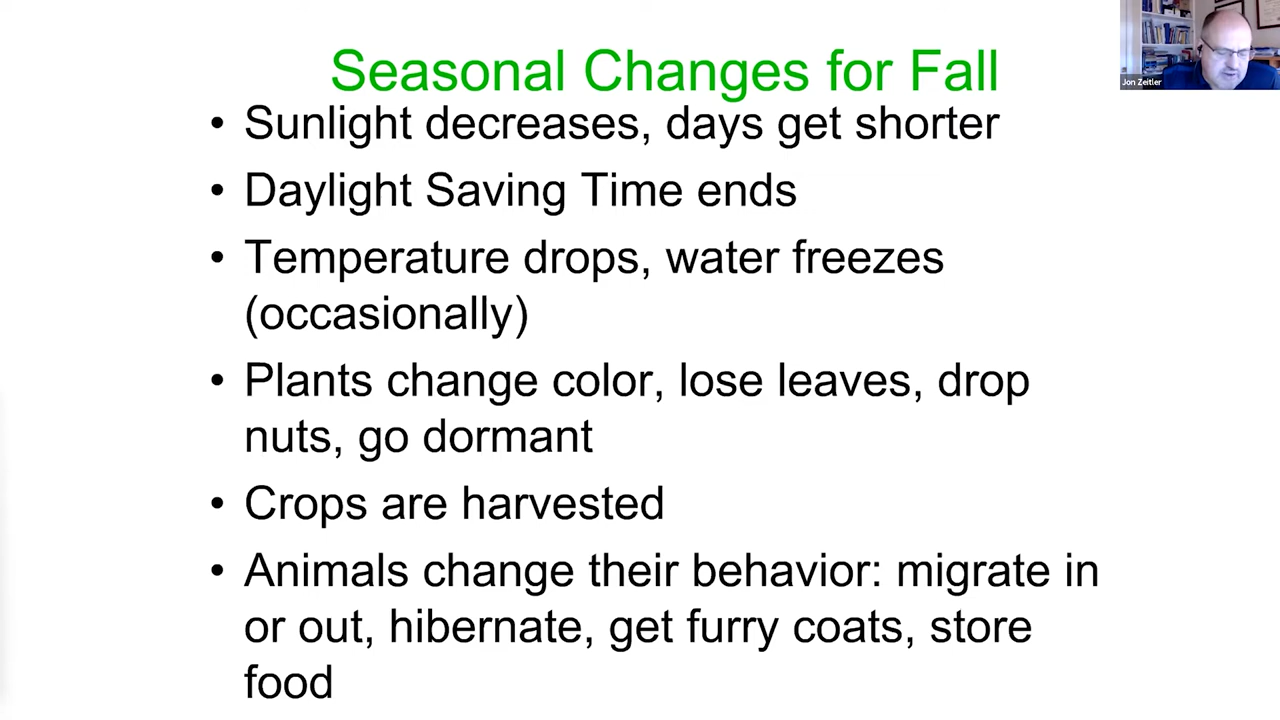 Seasonal Changes for Fall
• Sunlight decreases, days get shorter
• Daylight Saving Time ends
• Temperature drops, water freezes
(occasionally)
• Plants change color, lose leaves, drop
nuts, go dormant
• Crops are harvested
• Animals change their behavior: migrate in
or out, hibernate, get furry coats, store
food
Jon Zeitler